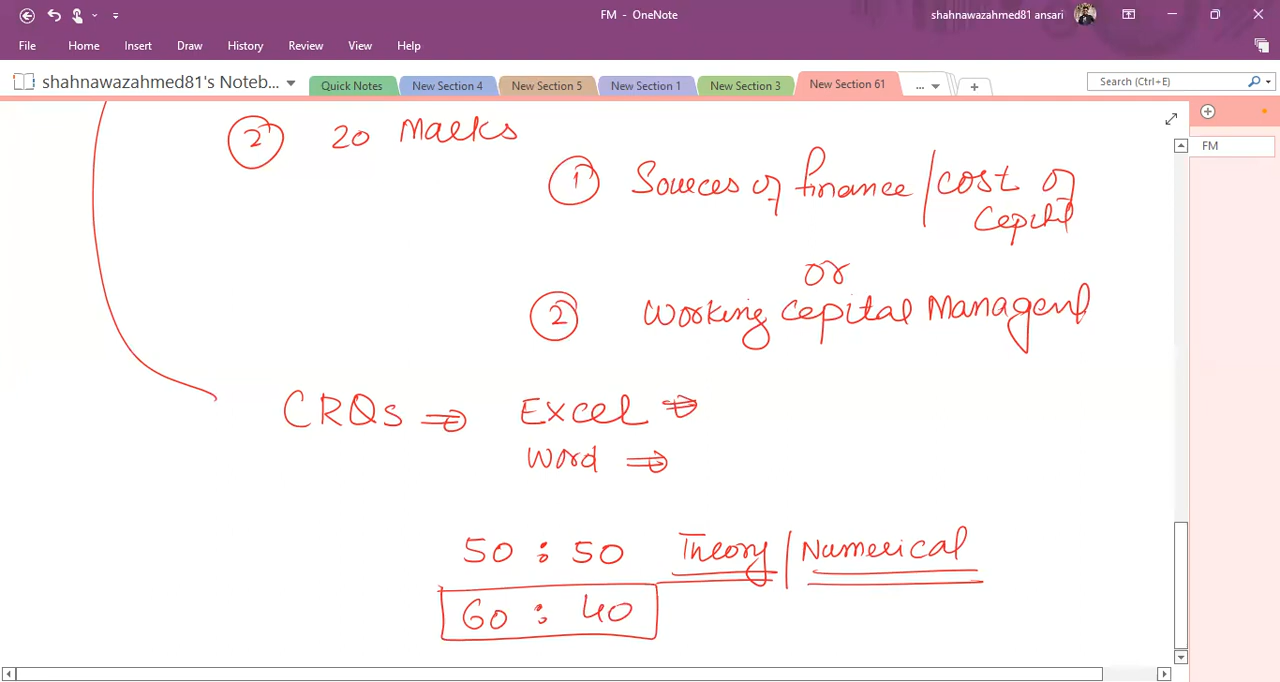 FM - OneNote
shahnawazahmed81 ansari
File Home Insert Draw History Review View Help
shahnawazahmed81's Noteb... Quick Notes New Section 4 New Section 5 New Section 1 New Section 3 New Section 61 ... + Search (Ctrl+E)
FM
2 20 Marks
1 Sources of finance / cost of
Capital
or
2 Working Capital Managent
CRQs ⇒ Excel ⇒
Word ⇒
50 : 50 Theory / Numerical
60 : 40